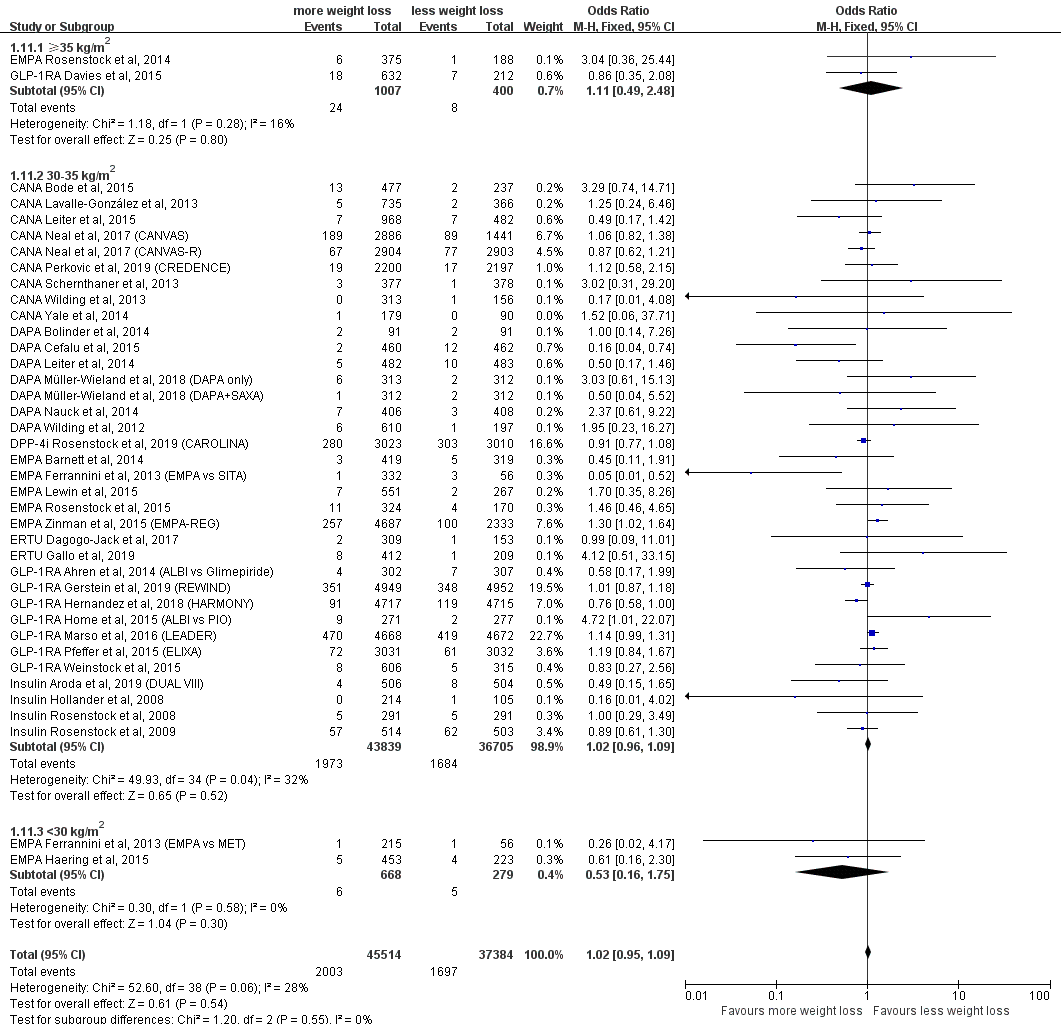 more weight loss less weight loss Odds Ratio Odds Ratio
Study or Subgroup Events Total Events Total Weight M-H, Fixed, 95% CI M-H, Fixed, 95% CI
1.11.1 ≥35 kg/m²
EMPA Rosenstock et al, 2014 6 375 1 188 0.1% 3.04 [0.36, 25.44]
GLP-1RA Davies et al, 2015 18 632 7 212 0.6% 0.86 [0.35, 2.08]
Subtotal (95% CI) 1007 400 0.7% 1.11 [0.49, 2.48]
Total events 24 8
Heterogeneity: Chi² = 1.18, df = 1 (P = 0.28); I² = 16%
Test for overall effect: Z = 0.25 (P = 0.80)
1.11.2 30-35 kg/m²
CANA Bode et al, 2015 13 477 2 237 0.2% 3.29 [0.74, 14.71]
CANA Lavalle-González et al, 2013 5 735 2 366 0.2% 1.25 [0.24, 6.46]
CANA Leiter et al, 2015 7 968 7 482 0.5% 0.49 [0.17, 1.42]
CANA Neal et al, 2017 (CANVAS) 189 2886 89 1441 6.7% 1.06 [0.82, 1.38]
CANA Neal et al, 2017 (CANVAS-R) 67 2904 77 2903 4.5% 0.87 [0.62, 1.21]
CANA Perkovic et al, 2019 (CREDENCE) 19 2200 17 2197 1.0% 1.12 [0.58, 2.15]
CANA Schernthaner et al, 2013 3 377 1 378 0.1% 3.02 [0.31, 29.20]
CANA Wilding et al, 2013 0 313 1 156 0.1% 0.17 [0.01, 4.08]
CANA Yale et al, 2014 1 179 0 90 0.0% 1.52 [0.06, 37.71]
DAPA Bolinder et al, 2014 2 91 2 91 0.1% 1.00 [0.14, 7.26]
DAPA Cefalu et al, 2015 2 460 12 462 0.7% 0.16 [0.04, 0.74]
DAPA Leiter et al, 2014 5 482 10 483 0.6% 0.50 [0.17, 1.46]
DAPA Müller-Wieland et al, 2018 (DAPA only) 6 313 2 312 0.1% 3.03 [0.61, 15.13]
DAPA Müller-Wieland et al, 2018 (DAPA+SAXA) 1 312 2 312 0.1% 0.50 [0.04, 5.52]
DAPA Nauck et al, 2014 7 406 3 408 0.2% 2.37 [0.61, 9.22]
DAPA Wilding et al, 2012 6 610 1 197 0.1% 1.95 [0.23, 16.27]
DPP-4i Rosenstock et al, 2019 (CAROLINA) 280 3023 303 3010 16.6% 0.91 [0.77, 1.08]
EMPA Barnett et al, 2014 3 419 5 319 0.3% 0.45 [0.11, 1.91]
EMPA Ferrannini et al, 2013 (EMPA vs SITA) 1 332 3 56 0.3% 0.05 [0.01, 0.52]
EMPA Lewin et al, 2015 7 551 2 267 0.2% 1.70 [0.35, 8.26]
EMPA Rosenstock et al, 2015 11 324 4 170 0.3% 1.46 [0.46, 4.65]
EMPA Zinman et al, 2015 (EMPA-REG) 257 4687 100 2333 7.6% 1.30 [1.02, 1.64]
ERTU Dagogo-Jack et al, 2017 2 309 1 153 0.1% 0.99 [0.09, 11.01]
ERTU Gallo et al, 2019 8 412 1 209 0.1% 4.12 [0.51, 33.15]
GLP-1RA Ahren et al, 2014 (ALBI vs Glimepiride) 4 302 7 307 0.4% 0.58 [0.17, 1.99]
GLP-1RA Gerstein et al, 2019 (REWIND) 351 4949 348 4952 19.5% 1.01 [0.87, 1.18]
GLP-1RA Hernandez et al, 2018 (HARMONY) 91 4717 119 4715 7.0% 0.76 [0.58, 1.00]
GLP-1RA Home et al, 2015 (ALBI vs PIO) 9 271 2 277 0.1% 4.72 [1.01, 22.07]
GLP-1RA Marso et al, 2016 (LEADER) 470 4668 419 4672 22.7% 1.14 [0.99, 1.31]
GLP-1RA Pfeffer et al, 2015 (ELIXA) 72 3031 61 3032 3.6% 1.19 [0.84, 1.67]
GLP-1RA Weinstock et al, 2015 8 606 5 315 0.4% 0.83 [0.27, 2.56]
Insulin Aroda et al, 2019 (DUAL VIII) 4 506 8 504 0.5% 0.49 [0.15, 1.65]
Insulin Hollander et al, 2008 0 214 1 105 0.1% 0.16 [0.01, 4.02]
Insulin Rosenstock et al, 2008 5 291 5 291 0.3% 1.00 [0.29, 3.49]
Insulin Rosenstock et al, 2009 57 514 62 503 3.4% 0.89 [0.61, 1.30]
Subtotal (95% CI) 43839 36705 98.9% 1.02 [0.96, 1.09]
Total events 1973 1684
Heterogeneity: Chi² = 49.93, df = 34 (P = 0.04); I² = 32%
Test for overall effect: Z = 0.65 (P = 0.52)
1.11.3 <30 kg/m²
EMPA Ferrannini et al, 2013 (EMPA vs MET) 1 215 1 56 0.1% 0.26 [0.02, 4.17]
EMPA Haering et al, 2015 5 453 4 223 0.3% 0.61 [0.16, 2.30]
Subtotal (95% CI) 668 279 0.4% 0.53 [0.16, 1.75]
Total events 6 5
Heterogeneity: Chi² = 0.30, df = 1 (P = 0.58); I² = 0%
Test for overall effect: Z = 1.04 (P = 0.30)
Total (95% CI) 45514 37384 100.0% 1.02 [0.95, 1.09]
Total events 2003 1697
Heterogeneity: Chi² = 52.60, df = 38 (P = 0.06); I² = 28%
Test for overall effect: Z = 0.61 (P = 0.54)
Test for subgroup differences: Chi² = 1.20, df = 2 (P = 0.55), I² = 0%
0.01 0.1 1 10 100
Favours more weight loss Favours less weight loss